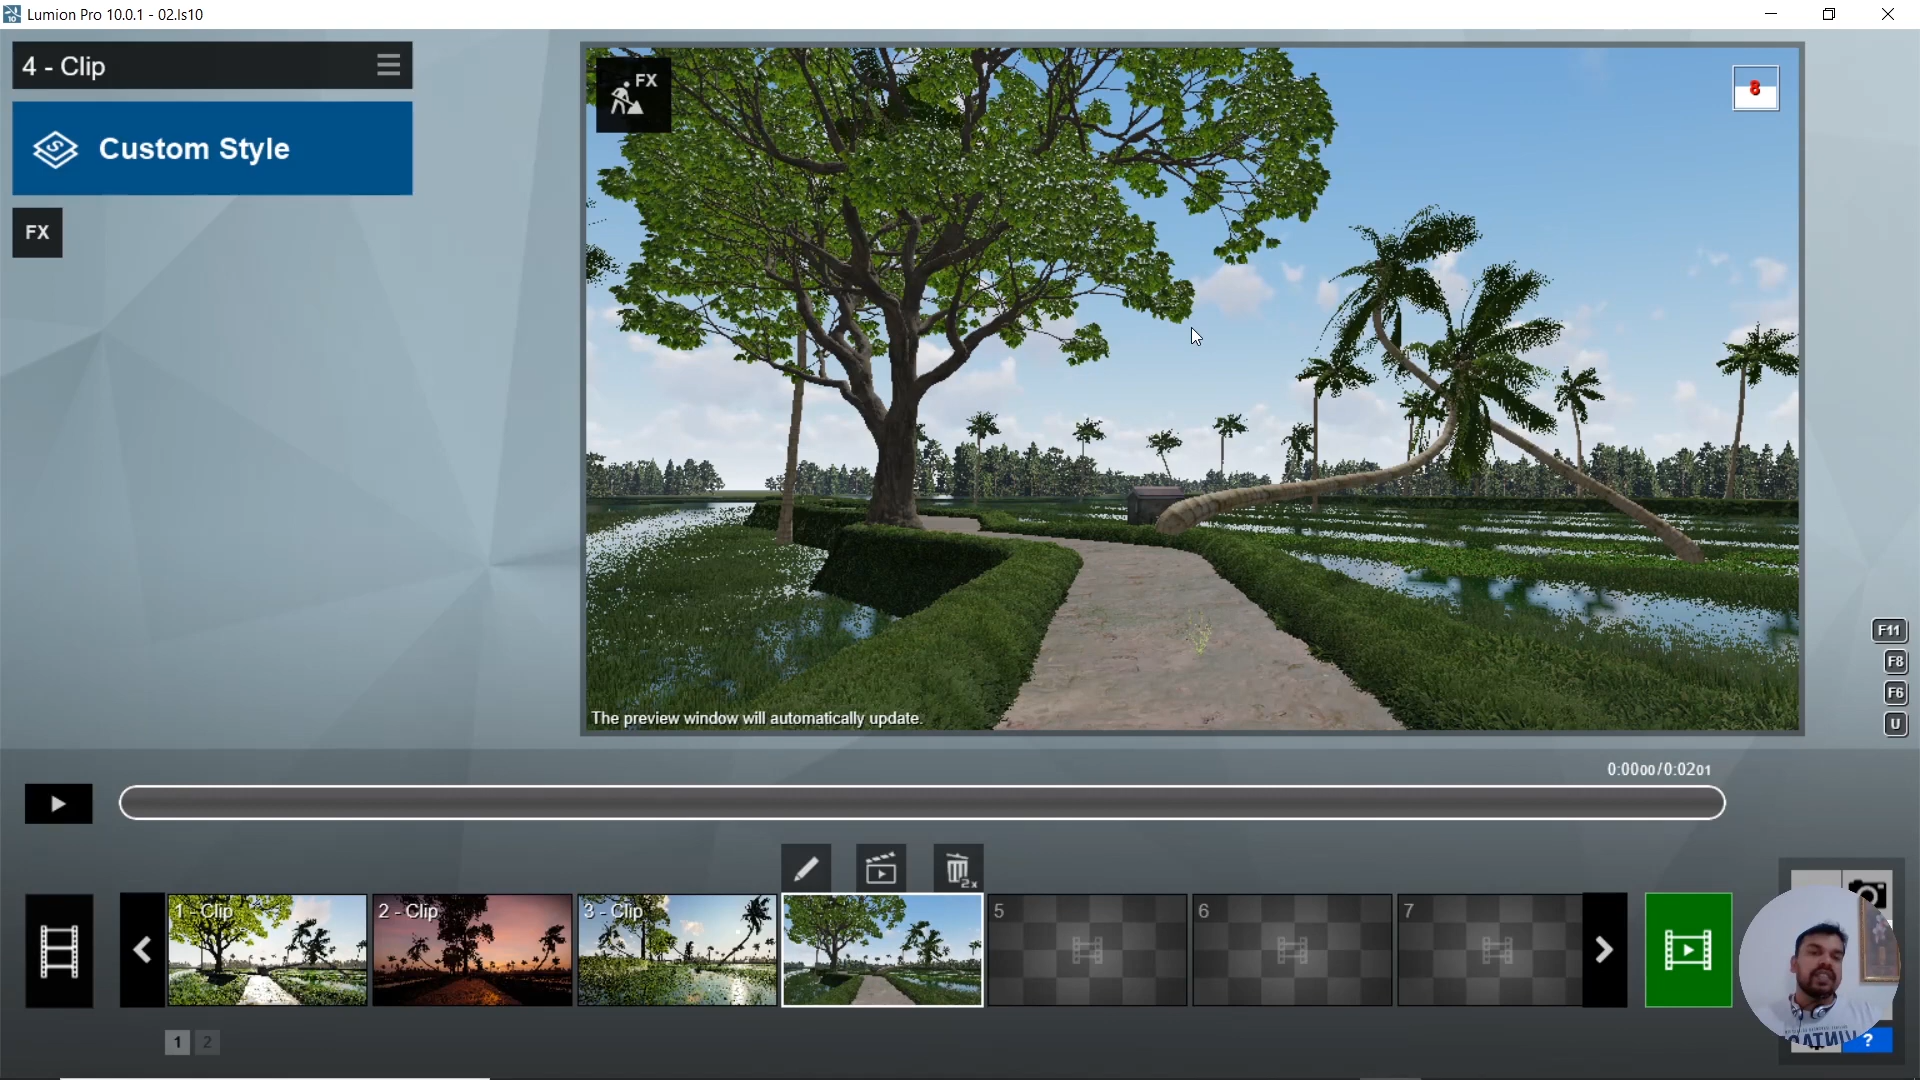 Lumion Pro 10.0.1 - 02.ls10
4 - Clip
Custom Style
FX
FX
8
The preview window will automatically update.
F11
F8
F6
U
0:0000/0:0201
2x
1 - Clip
2 - Clip
3 - Clip
5
6
7
1
2
?